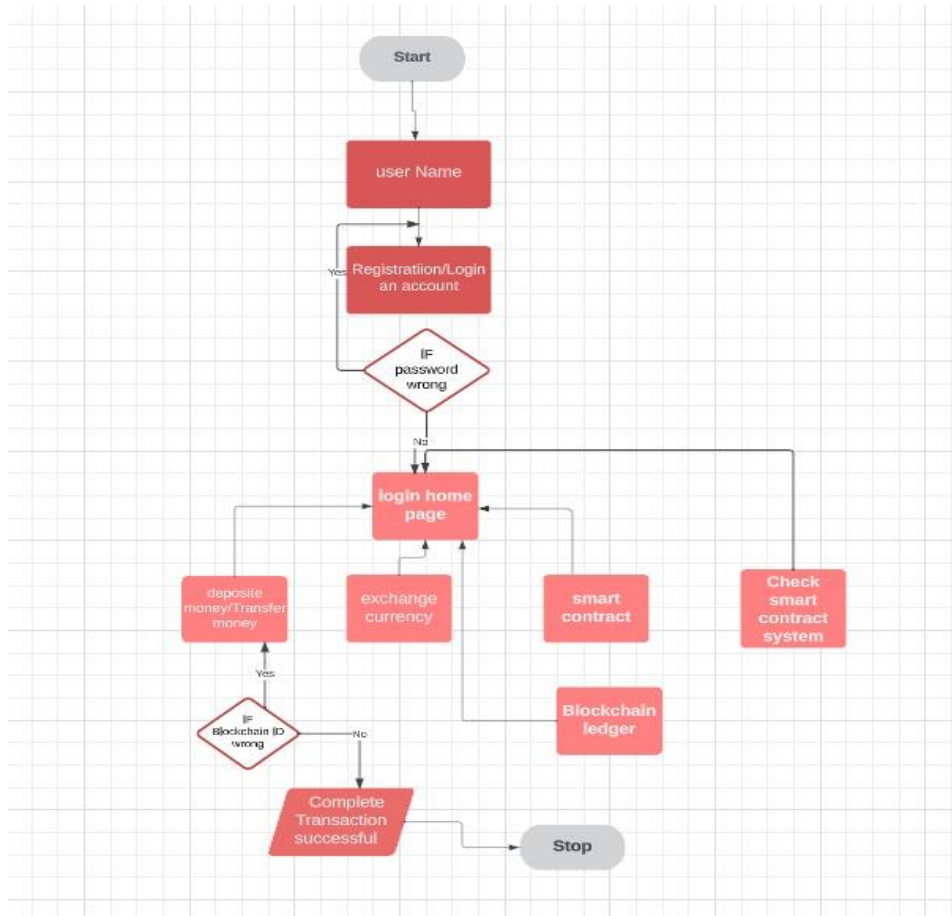 Start
user Name
Yes
Registratiion/Login
an account
IF
password
wrong
No
login home
page
deposite
money/Transfer
money
exchange
currency
smart
contract
Check
smart
contract
system
Yes
IF
Blockchain ID
wrong
No
Blockchain
ledger
Complete
Transaction
successful
Stop